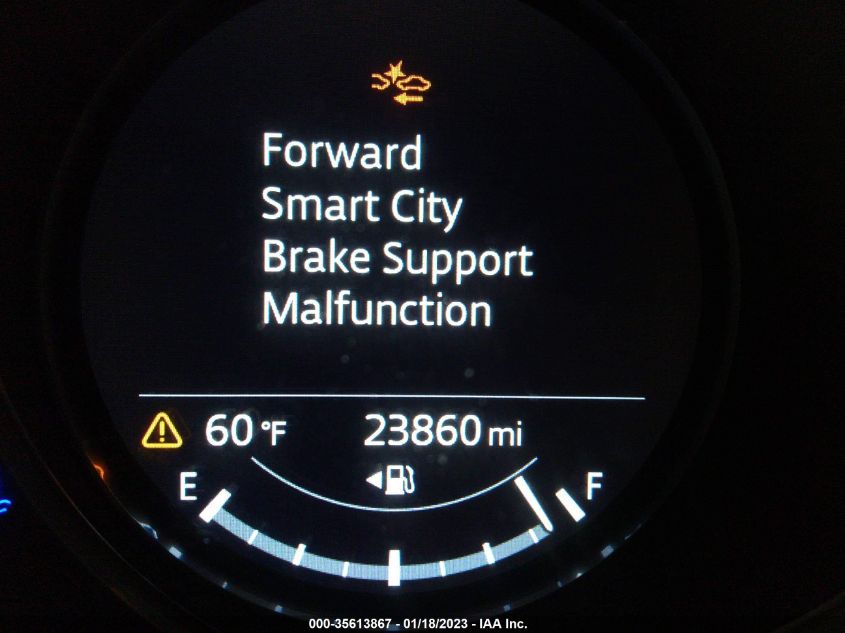 Forward
Smart City
Brake Support
Malfunction
60 °F 23860 mi
E F
000-35613867 - 01/18/2023 - IAA Inc.